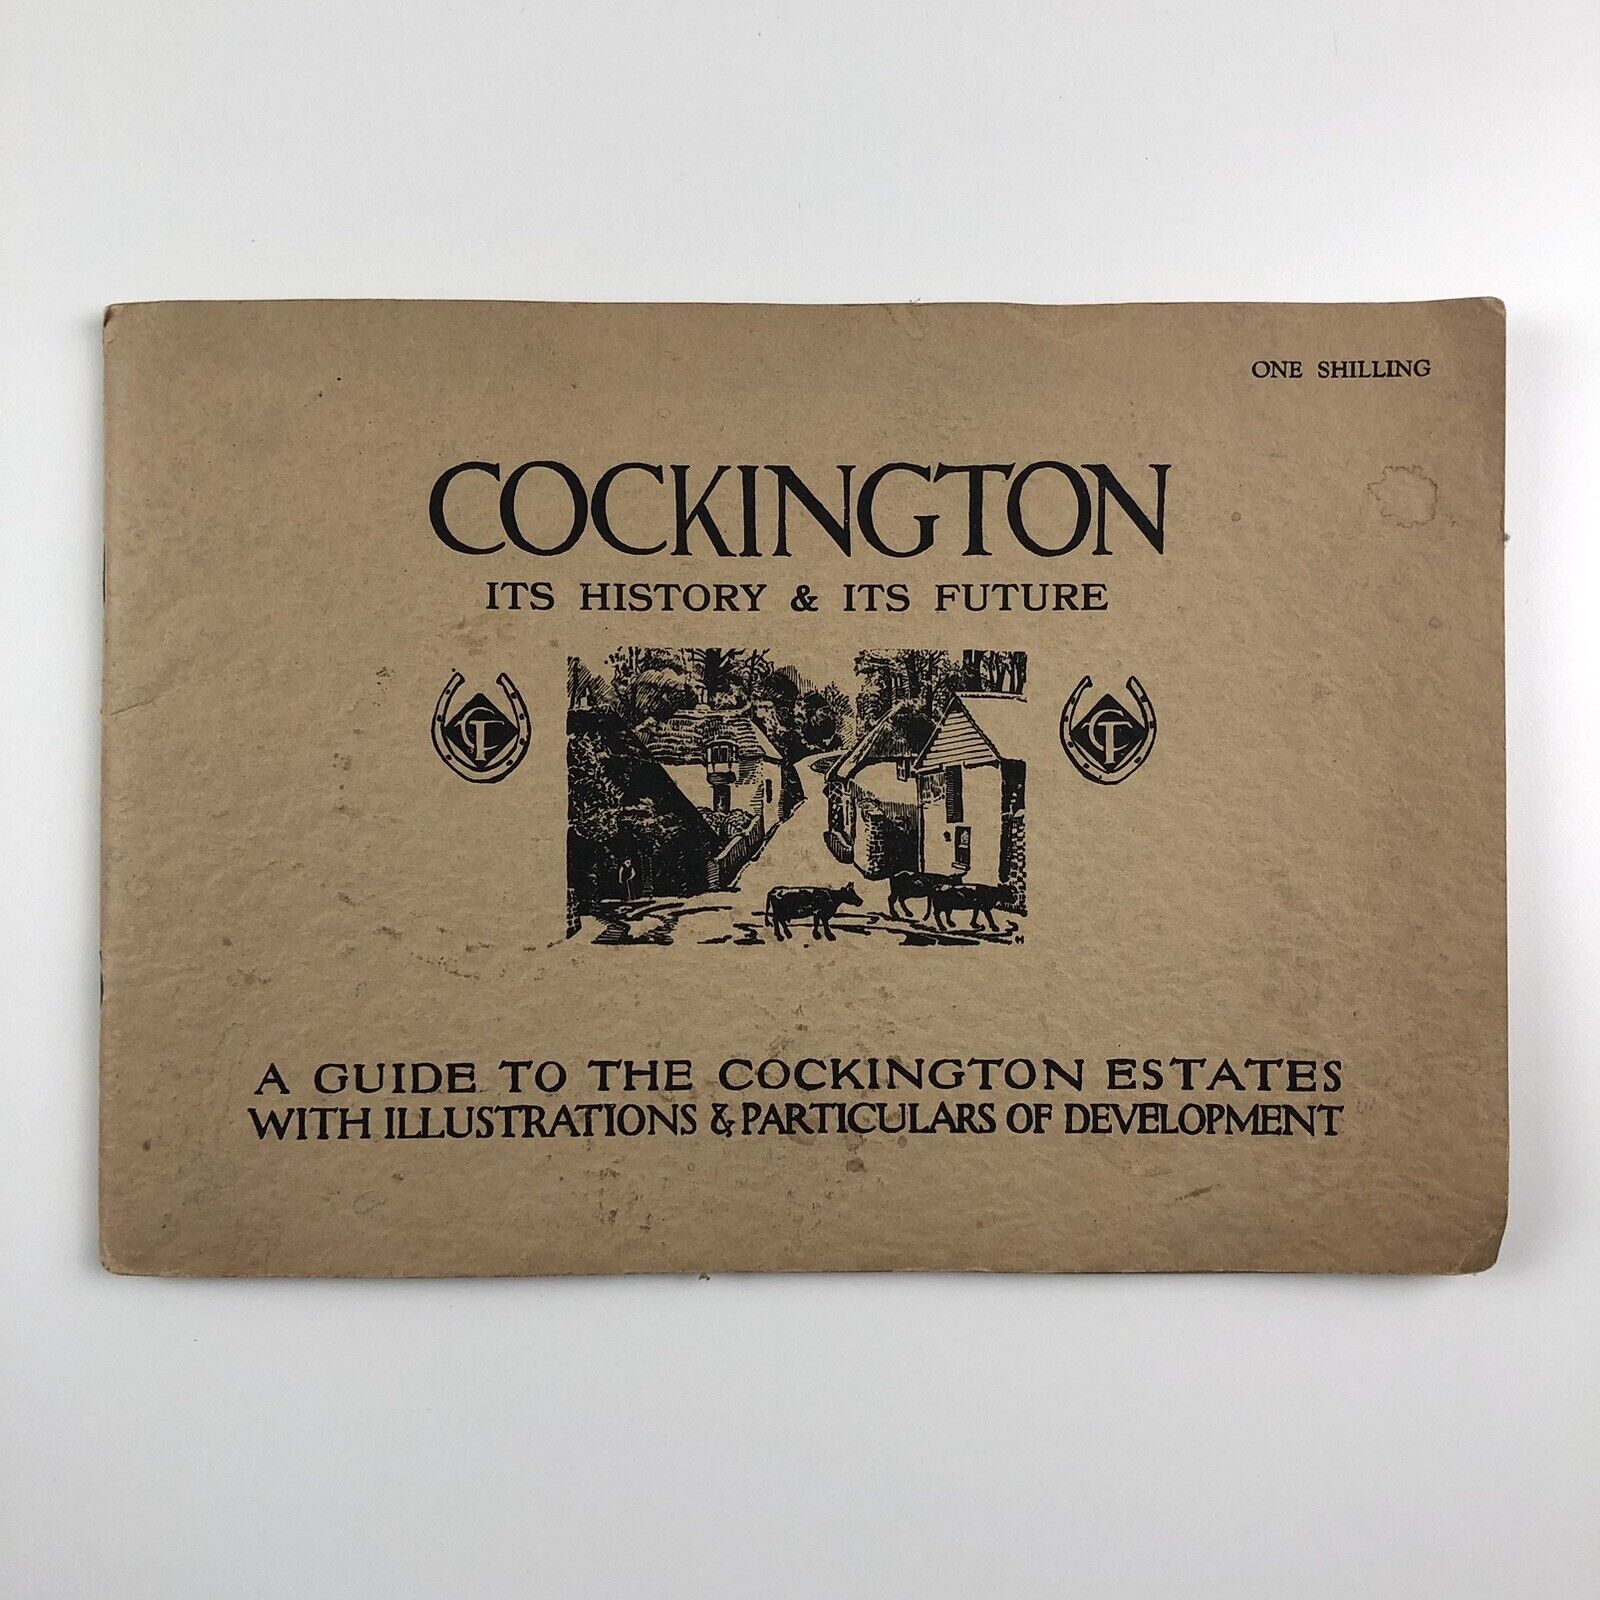 ONE SHILLING
COCKINGTON
ITS HISTORY & ITS FUTURE
A GUIDE TO THE COCKINGTON ESTATES
WITH ILLUSTRATIONS & PARTICULARS OF DEVELOPMENT